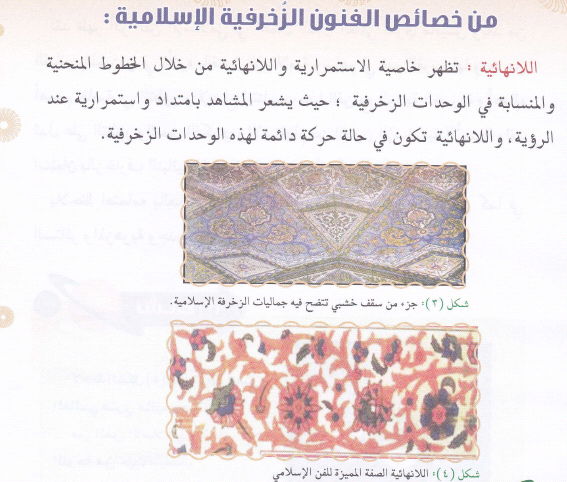 من خصائص الفنون الزُخرفية الإسلامية :
اللانهائية : تظهر خاصية الاستمرارية واللانهائية من خلال الخطوط المنحنية
والمنسابة في الوحدات الزخرفية ؛ حيث يشعر المشاهد بامتداد واستمرارية عند
الرؤية، واللانهائية تكون في حالة حركة دائمة لهذه الوحدات الزخرفية.
شكل (٣): جزء من سقف خشبي تتضح فيه جماليات الزخرفة الإسلامية.
شكل (٤): اللانهائية الصفة المميزة للفن الإسلامي